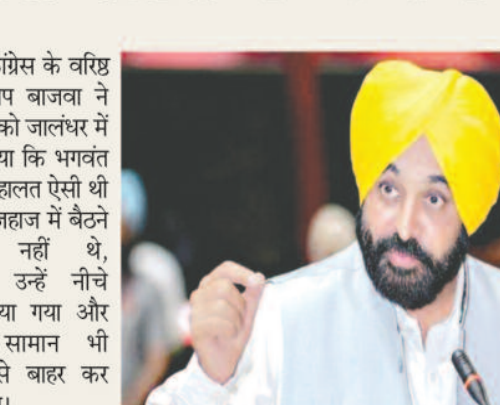 ांग्रेस के वरिष्ठ
प बाजवा ने
को जालंधर में
या कि भगवंत
हालत ऐसी थी
जहाज में बैठने
नहीं थे,
उन्हें नीचे
या गया और
सामान भी
से बाहर कर